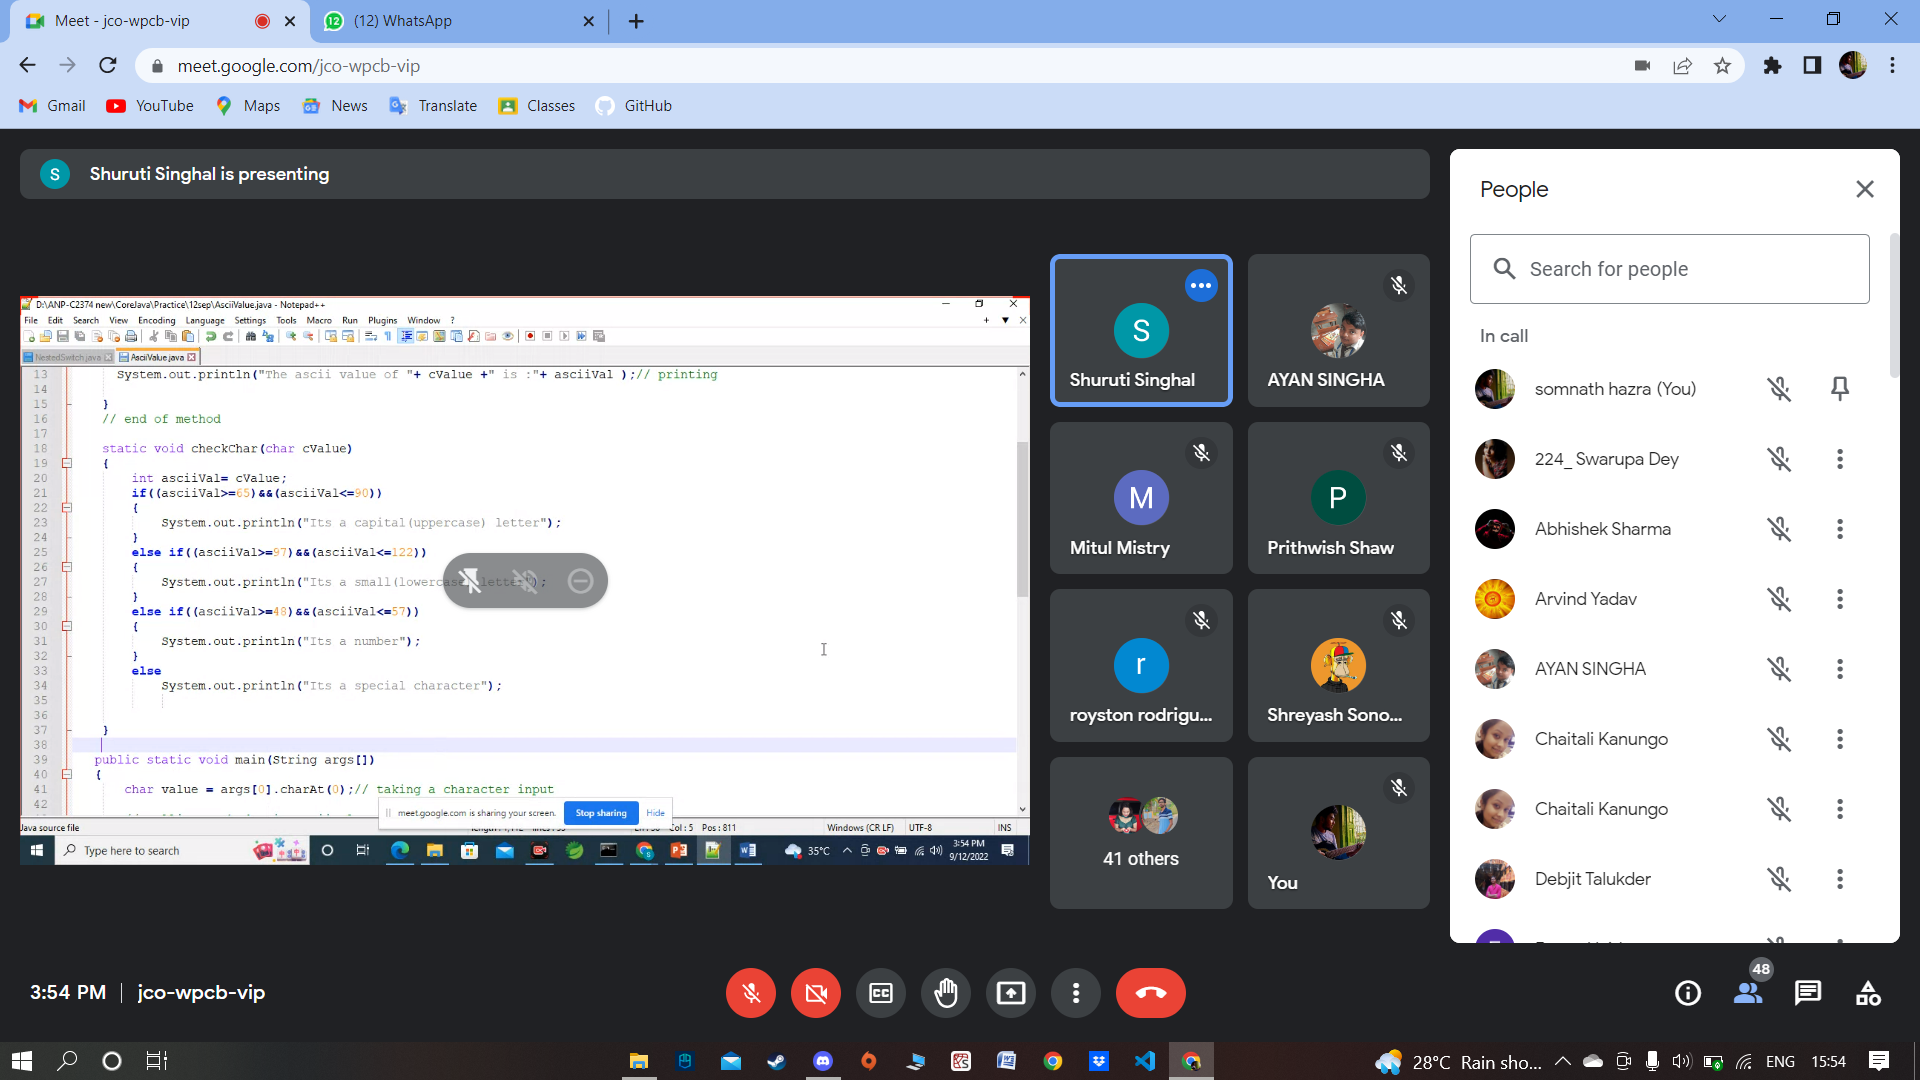 Meet - jco-wpcb-vip
12
(12) WhatsApp
meet.google.com/jco-wpcb-vip
Gmail
YouTube
Maps
News
Translate
Classes
GitHub
S
Shuruti Singhal is presenting
D:\ANP-C2374 new\CoreJava\Practice\12sep\AsciiValue.java - Notepad++
File Edit Search View Encoding Language Settings Tools Macro Run Plugins Window ?
NestedSwitch.java
AsciiValue.java
13 System.out.println("The ascii value of "+ cValue +" is :"+ asciiVal );// printing
14
15 }
16 // end of method
17
18 static void checkChar(char cValue)
19 {
20 int asciiVal= cValue;
21 if((asciiVal>=65)&&(asciiVal<=90))
22 {
23 System.out.println("Its a capital(uppercase) letter");
24 }
25 else if((asciiVal>=97)&&(asciiVal<=122))
26 {
27 System.out.println("Its a small(lowercase) letter");
28 }
29 else if((asciiVal>=48)&&(asciiVal<=57))
30 {
31 System.out.println("Its a number");
32 }
33 else
34 System.out.println("Its a special character");
35
36
37 }
38
39 public static void main(String args[])
40 {
41 char value = args[0].charAt(0);// taking a character input
42
meet.google.com is sharing your screen.
Stop sharing
Hide
Java source file
Col : 5 Pos : 811
Windows (CR LF)
UTF-8
INS
Type here to search
35°C
3:54 PM
9/12/2022
S
Shuruti Singhal
AYAN SINGHA
M
Mitul Mistry
P
Prithwish Shaw
r
royston rodrigu...
Shreyash Sono...
41 others
You
People
Search for people
In call
somnath hazra (You)
224_ Swarupa Dey
Abhishek Sharma
Arvind Yadav
AYAN SINGHA
Chaitali Kanungo
Chaitali Kanungo
Debjit Talukder
3:54 PM
jco-wpcb-vip
CC
48
28°C Rain sho...
ENG
15:54